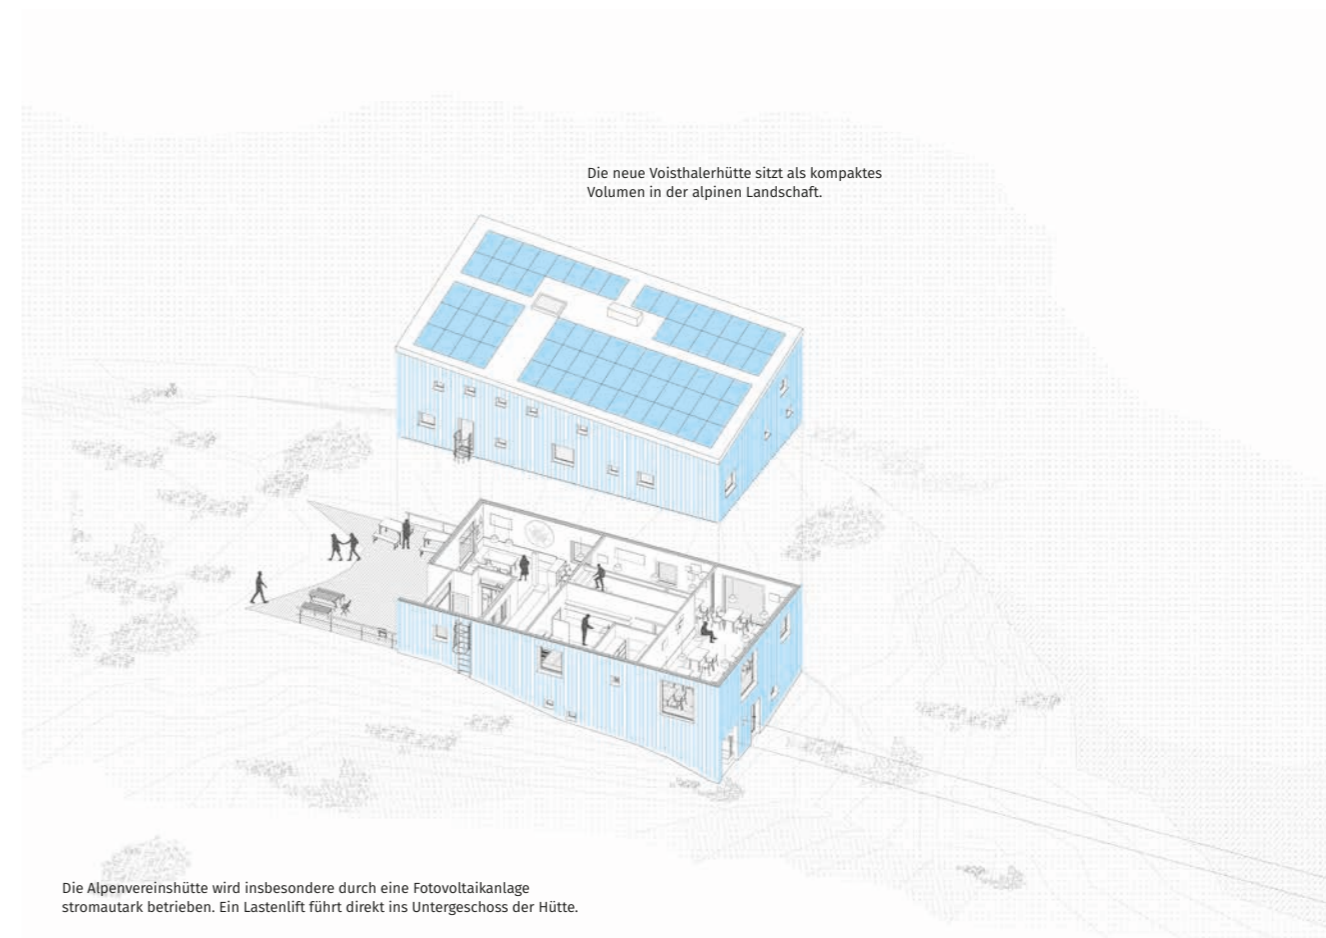 Die neue Voisthalerhütte sitzt als kompaktes
Volumen in der alpinen Landschaft.
Die Alpenvereinshütte wird insbesondere durch eine Fotovoltaikanlage
stromautark betrieben. Ein Lastenlift führt direkt ins Untergeschoss der Hütte.